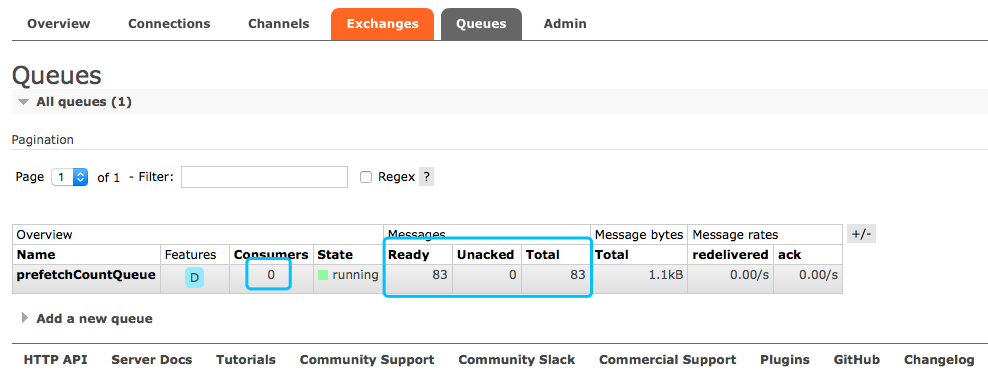 Overview Connections Channels Exchanges Queues Admin
Queues
All queues (1)
Pagination
Page 1 of 1 - Filter: Regex ?
Overview Messages Message bytes Message rates +/-
Name Features Consumers State Ready Unacked Total Total redelivered ack
prefetchCountQueue D 0 running 83 0 83 1.1kB 0.00/s 0.00/s
Add a new queue
HTTP API Server Docs Tutorials Community Support Community Slack Commercial Support Plugins GitHub Changelog